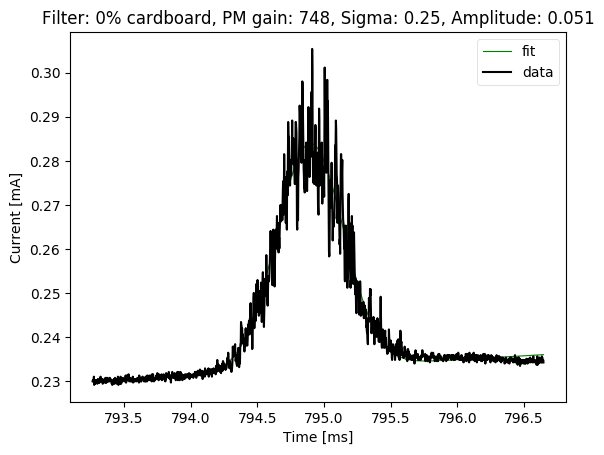 Filter: 0% cardboard, PM gain: 748, Sigma: 0.25, Amplitude: 0.051
fit
data
0.30
0.29
0.28
0.27
0.26
0.25
0.24
0.23
Current [mA]
793.5 794.0 794.5 795.0 795.5 796.0 796.5
Time [ms]